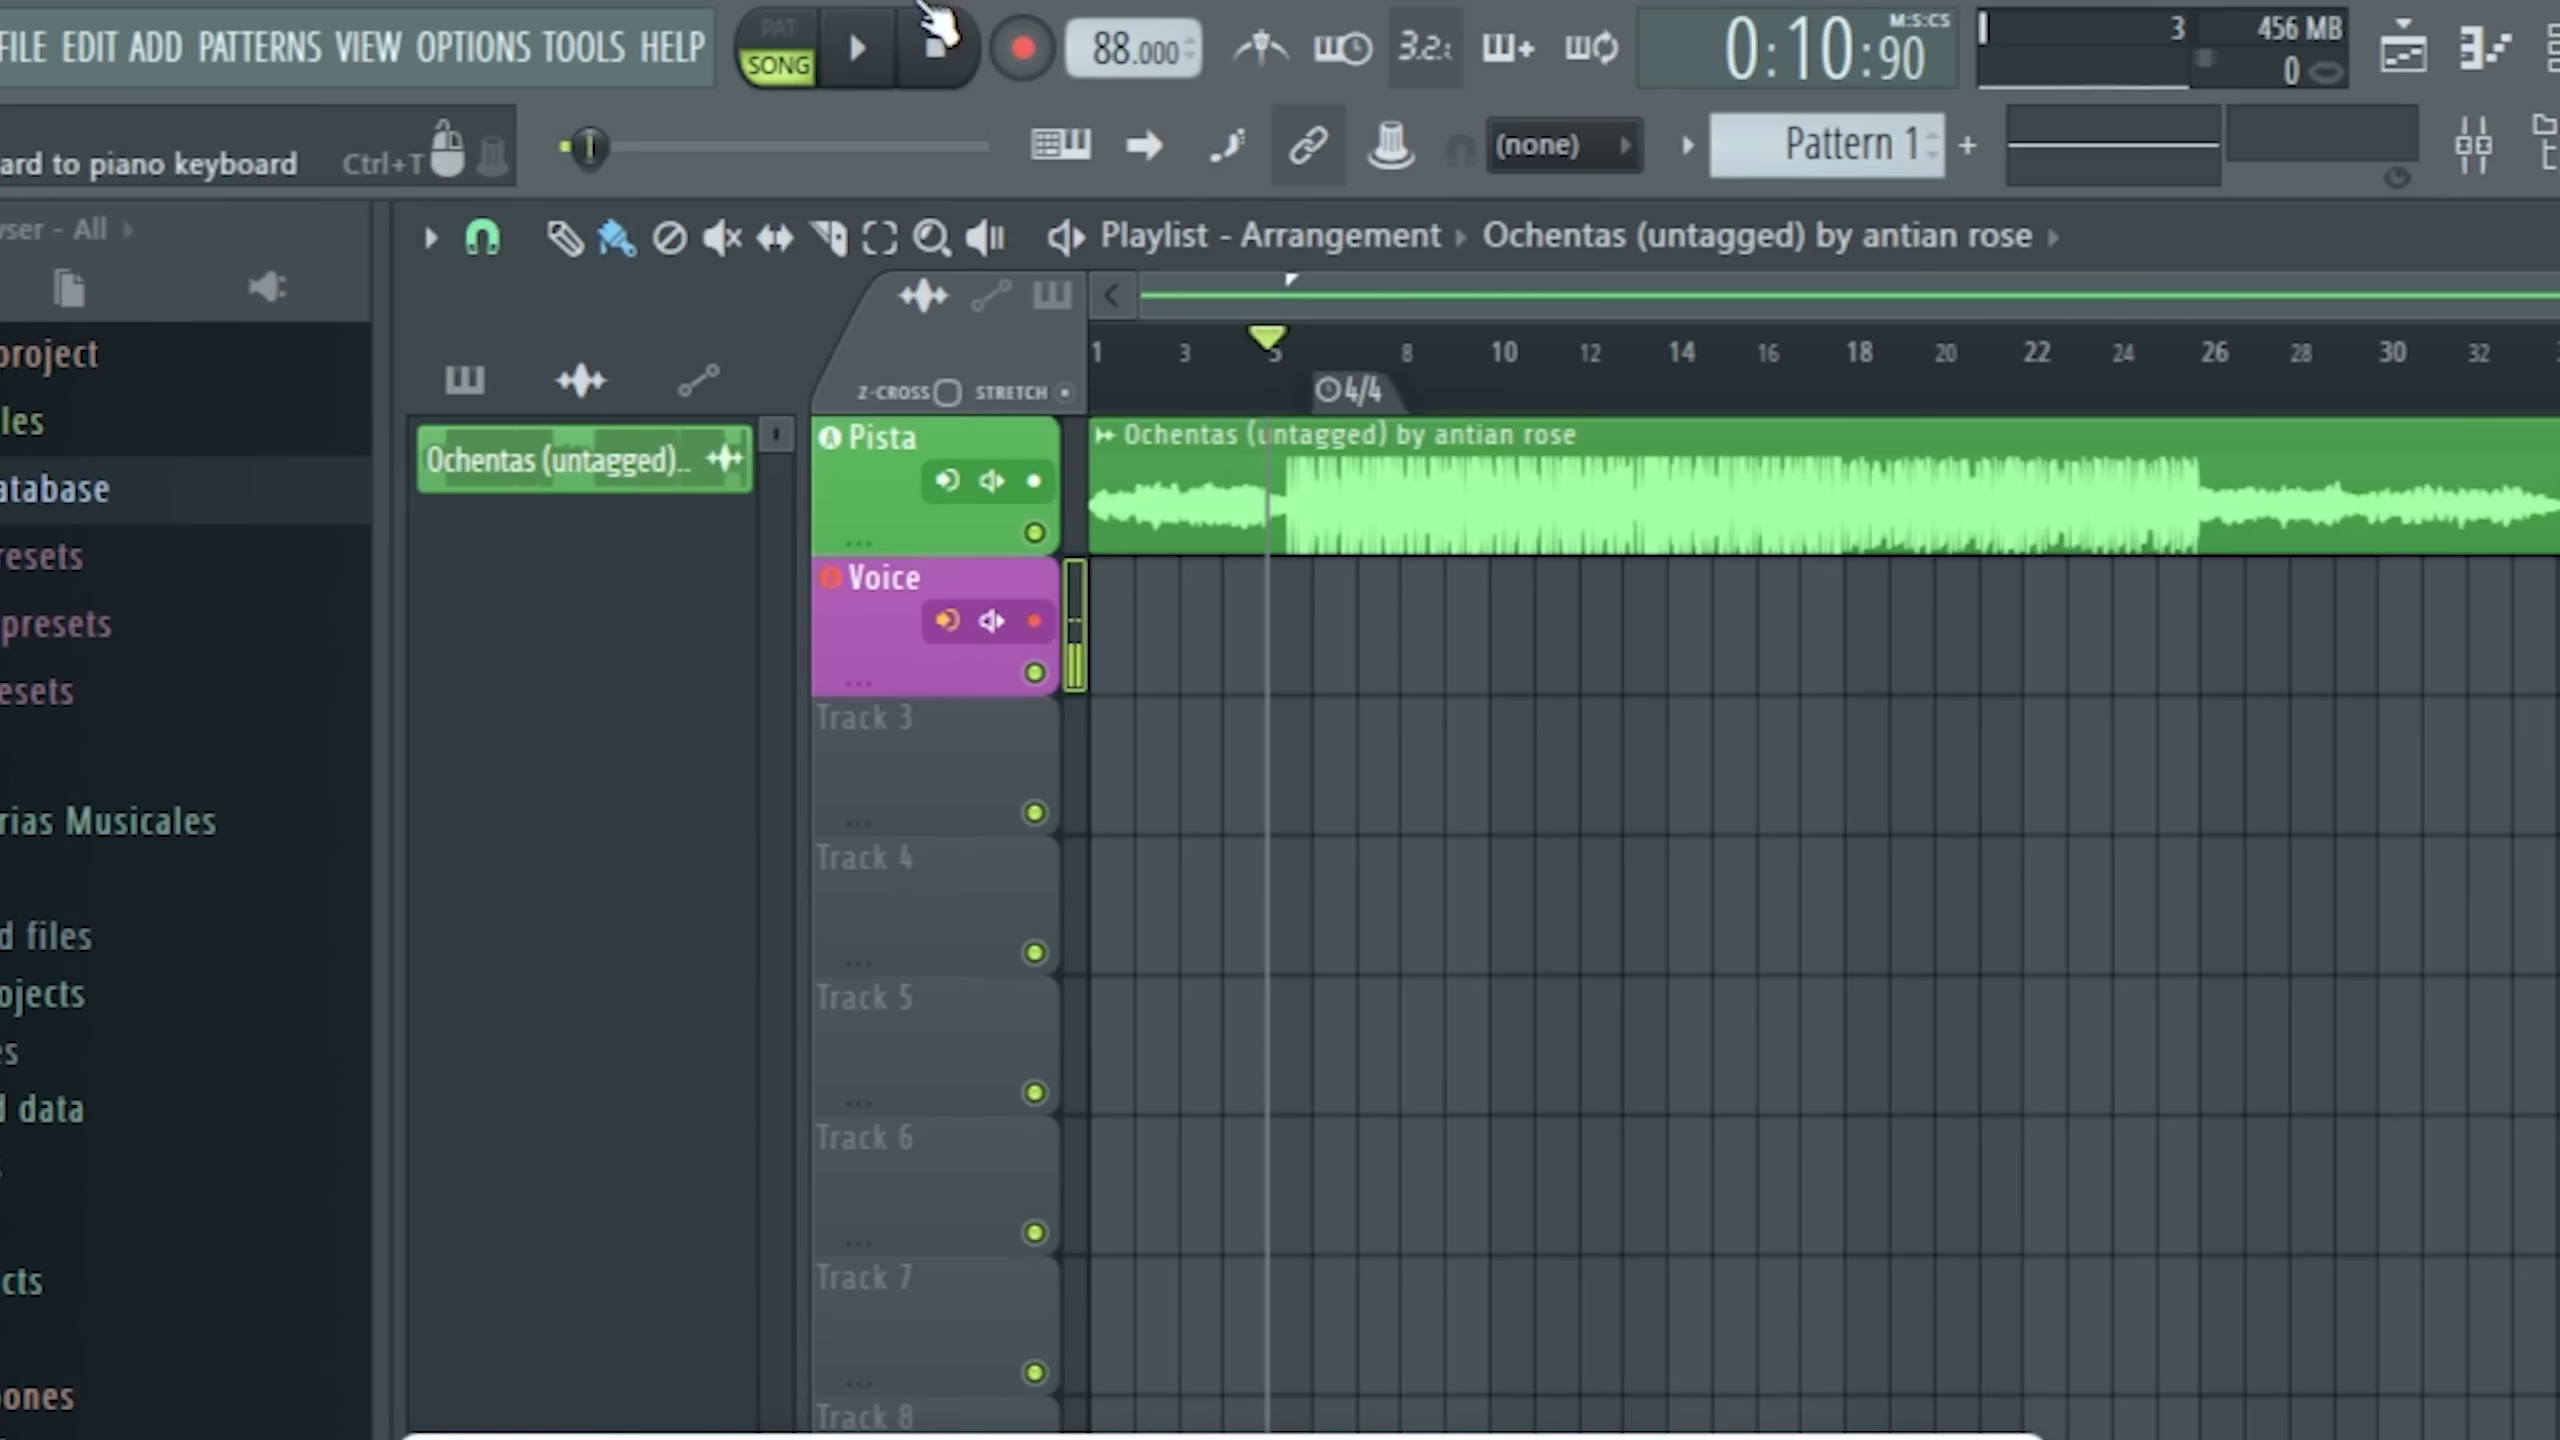 FILE EDIT ADD PATTERNS VIEW OPTIONS TOOLS HELP
PAT
SONG
88.000
3.2.
0:10:90
M:S:CS
3
456 MB
0
ard to piano keyboard Ctrl+T
(none)
Pattern 1
+
ser - All
Playlist - Arrangement
Ochentas (untagged) by antian rose
Z-CROSS STRETCH
1 3 5 8 10 12 14 16 18 20 22 24 26 28 30 32
4/4
project
les
atabase
resets
presets
esets
rias Musicales
d files
ojects
es
d data
cts
ones
Ochentas (untagged)..
Pista
Ochentas (untagged) by antian rose
Voice
Track 3
Track 4
Track 5
Track 6
Track 7
Track 8